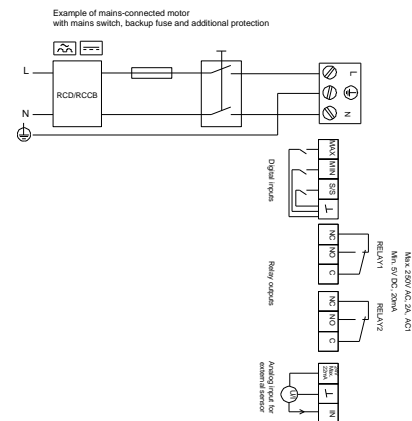 Example of mains-connected motor
with mains switch, backup fuse and additional protection
L
RCD/RCCB
N
L
N
MAX
MIN
S/S
Digital inputs
NC
NO
C
RELAY1
Max. 250V AC, 2A, AC1
Min. 5V DC, 20mA
Relay outputs
NC
NO
C
RELAY2
Max.
22mA
IN
U/I
Analog input for
external sensor